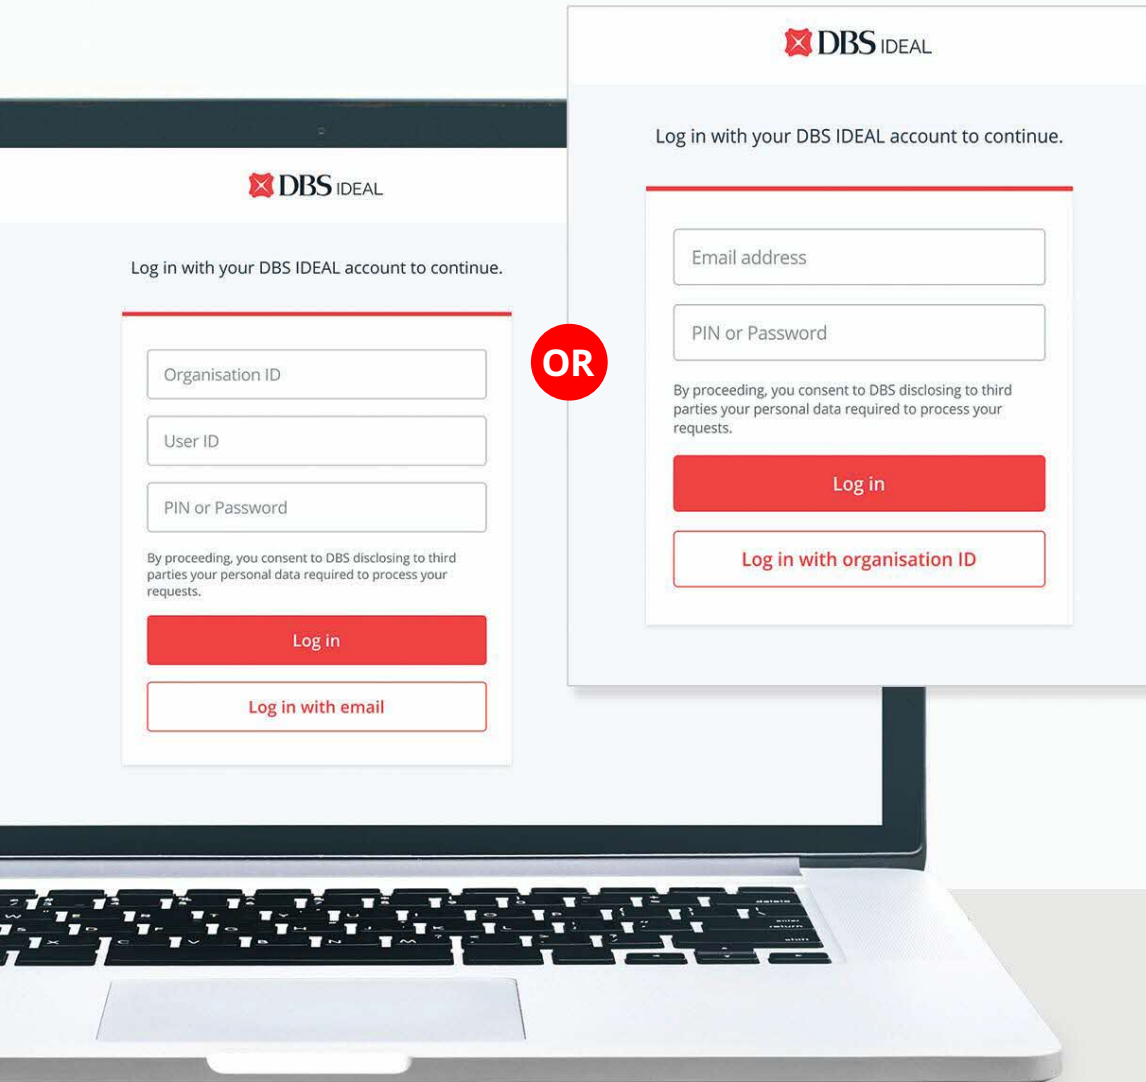 DBS IDEAL
Log in with your DBS IDEAL account to continue.
Organisation ID
User ID
PIN or Password
By proceeding, you consent to DBS disclosing to third
parties your personal data required to process your
requests.
Log in
Log in with email
OR
DBS IDEAL
Log in with your DBS IDEAL account to continue.
Email address
PIN or Password
By proceeding, you consent to DBS disclosing to third
parties your personal data required to process your
requests.
Log in
Log in with organisation ID
delete
enter
return
shift